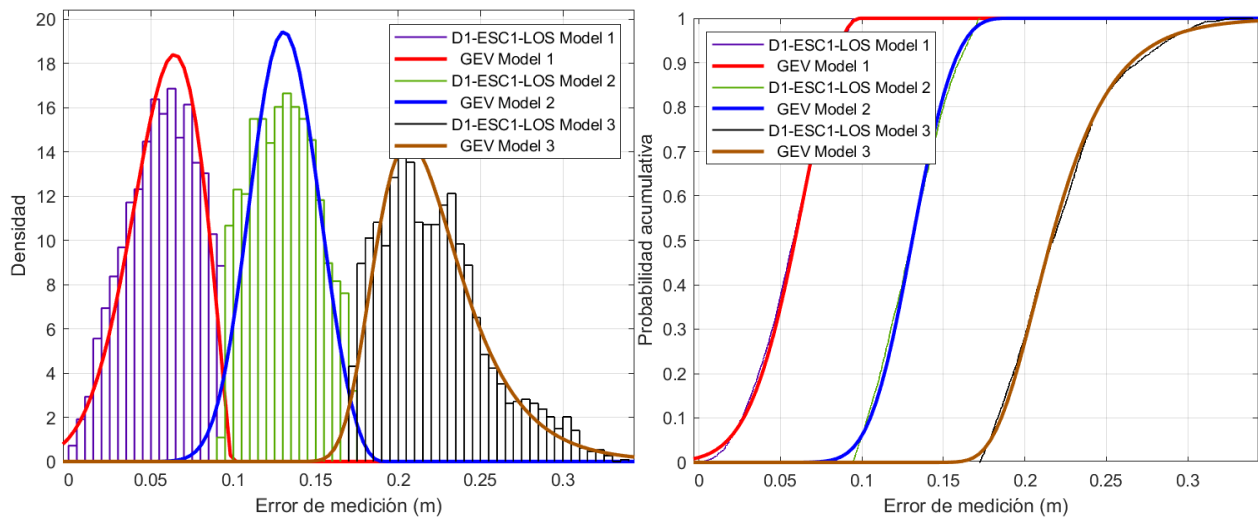 20
18
16
14
12
10
8
6
4
2
0
Densidad
0
0.05
0.1
0.15
0.2
0.25
0.3
Error de medición (m)
D1-ESC1-LOS Model 1
GEV Model 1
D1-ESC1-LOS Model 2
GEV Model 2
D1-ESC1-LOS Model 3
GEV Model 3
1
0.9
0.8
0.7
0.6
0.5
0.4
0.3
0.2
0.1
0
Probabilidad acumulativa
0
0.05
0.1
0.15
0.2
0.25
0.3
Error de medición (m)
D1-ESC1-LOS Model 1
GEV Model 1
D1-ESC1-LOS Model 2
GEV Model 2
D1-ESC1-LOS Model 3
GEV Model 3